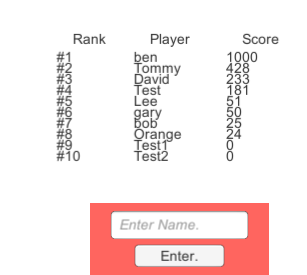 Rank Player Score
#1 ben 1000
#2 Tommy 428
#3 David 233
#4 Test 181
#5 Lee 51
#6 gary 50
#7 bob 25
#8 Orange 24
#9 Test1 0
#10 Test2 0
Enter Name.
Enter.